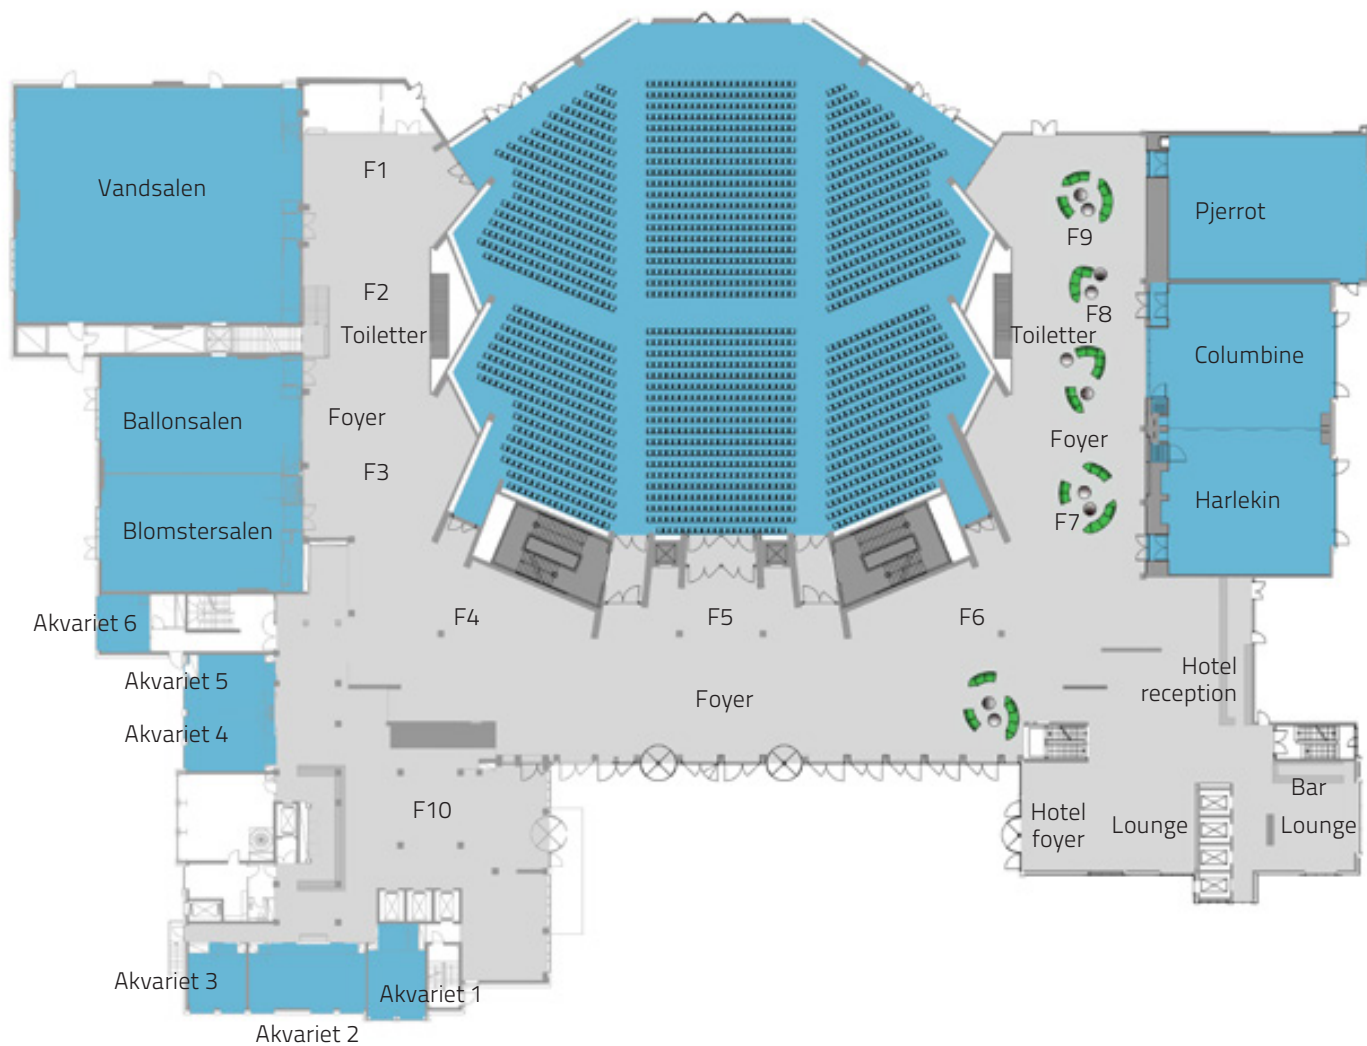 F1
Vandsalen
Pjerrot
F9
F2
F8
Toiletter
Toiletter
Columbine
Ballonsalen
Foyer
Foyer
F3
Harlekin
F7
Blomstersalen
Akvariet 6
F4
F5
F6
Akvariet 5
Hotel
reception
Foyer
Akvariet 4
F10
Hotel
foyer
Lounge
Bar
Lounge
Akvariet 3
Akvariet 1
Akvariet 2